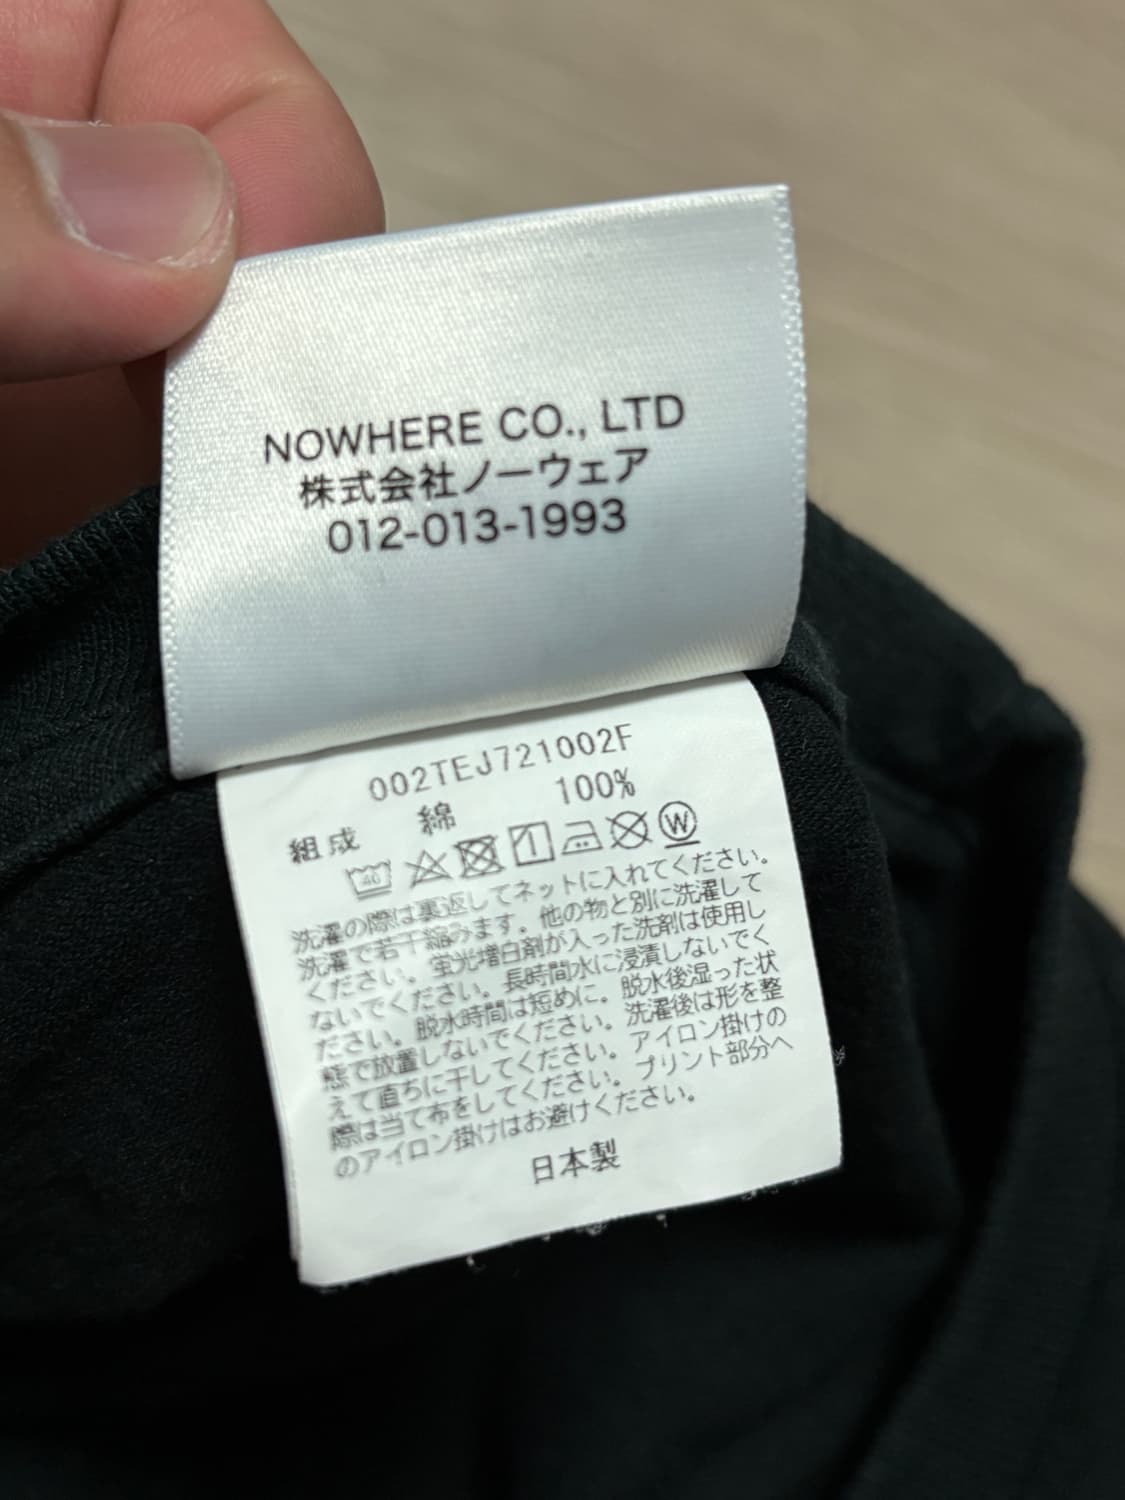 NOWHERE CO., LTD
株式会社ノーウェア
012-013-1993
002TEJ721002F
組成 綿 100%
40 W
洗濯の際は裏返してネットに入れてください。
洗濯で若干縮みます。他の物と別に洗濯して
ください。蛍光増白剤が入った洗剤は使用し
ないでください。長時間水に浸漬しないでく
ださい。脱水時間は短めに。脱水後湿った状
態で放置しないでください。洗濯後は形を整
えて直ちに干してください。アイロン掛けの
際は当て布をしてください。プリント部分へ
のアイロン掛けはお避けください。
日本製